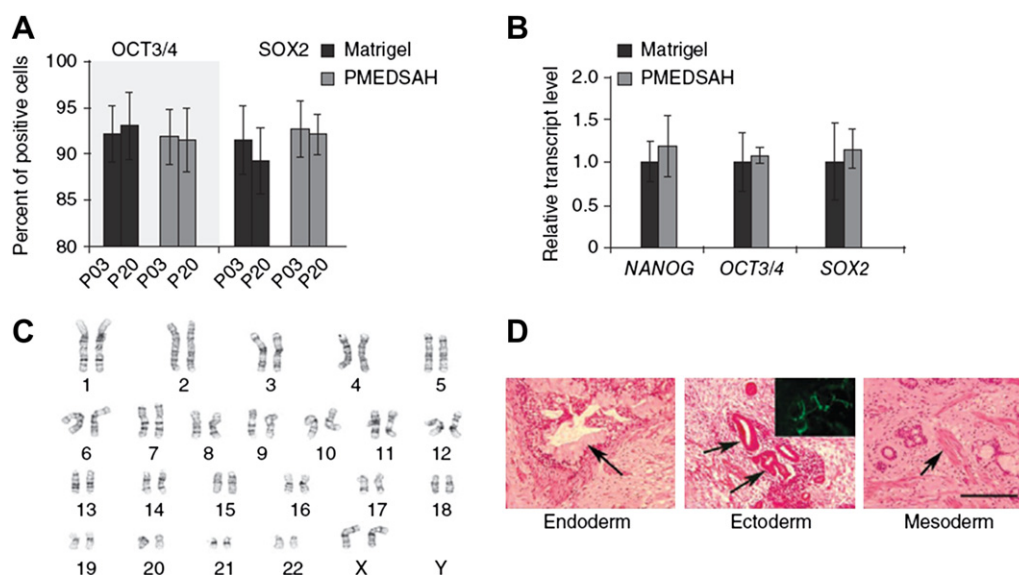 A
OCT3/4 SOX2
Matrigel
PMEDSAH
Percent of positive cells
100
95
90
85
80
P03 P20 P03 P20 P03 P20 P03 P20
B
Matrigel
PMEDSAH
Relative transcript level
2.0
1.5
1.0
0.5
0
NANOG OCT3/4 SOX2
C
1 2 3 4 5
6 7 8 9 10 11 12
13 14 15 16 17 18
19 20 21 22 X Y
D
Endoderm Ectoderm Mesoderm